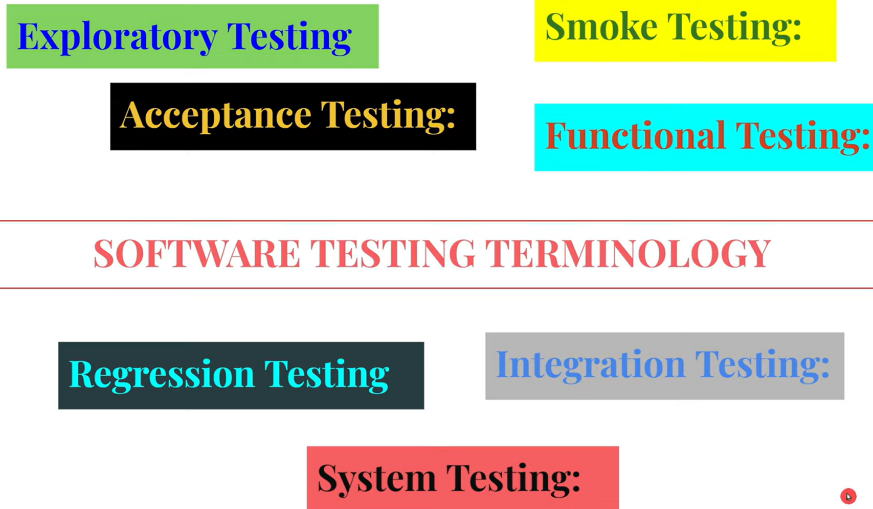 Exploratory Testing
Smoke Testing:
Acceptance Testing:
Functional Testing:
SOFTWARE TESTING TERMINOLOGY
Regression Testing
Integration Testing:
System Testing: